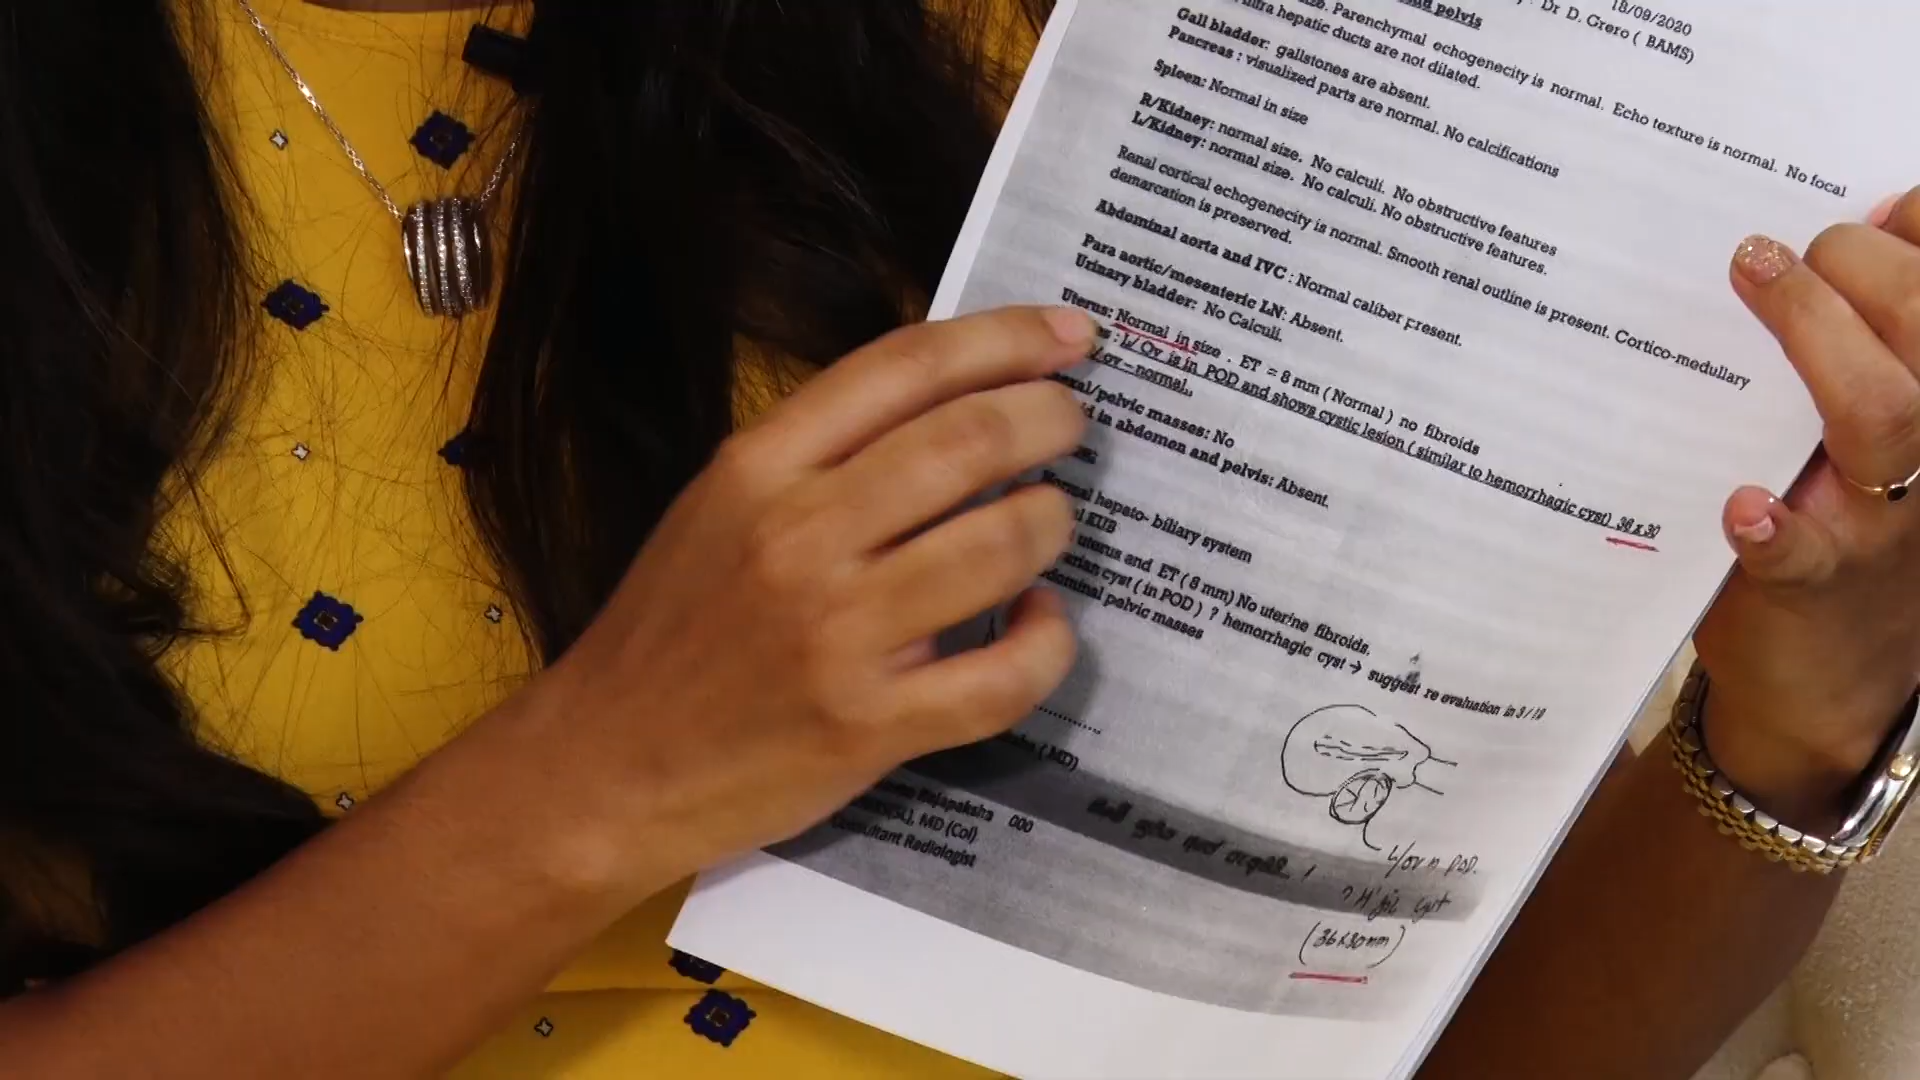 18/09/2020
Dr D. Grero ( BAMS)
pelvis
Parenchymal echogenecity is normal. Echo texture is normal. No focal
hepatic ducts are not dilated.
Gall bladder: gallstones are absent.
Pancreas : visualized parts are normal. No calcifications
Spleen: Normal in size
R/Kidney: normal size. No calculi. No obstructive features
L/Kidney: normal size. No calculi. No obstructive features.
Renal cortical echogenecity is normal. Smooth renal outline is present. Cortico-medullary
demarcation is preserved.
Abdominal aorta and IVC : Normal caliber present.
Para aortic/mesenteric LN: Absent.
Urinary bladder: No Calculi.
Uterus: Normal in size . ET = 8 mm ( Normal ) no fibroids
: L/ Ov is in POD and shows cystic lesion ( similar to hemorrhagic cyst) 36 x 30
ov – normal.
/pelvic masses: No
in abdomen and pelvis: Absent.
Normal hepato- biliary system
KUB
uterus and ET ( 8 mm) No uterine fibroids.
cyst ( in POD ) ? hemorrhagic cyst → suggest re evaluation in 3 / 12
pelvic masses
( MD)
Rajapaksha 000
MD (Col)
Consultant Radiologist
L/ov in POD.
cyst
(36x30mm)